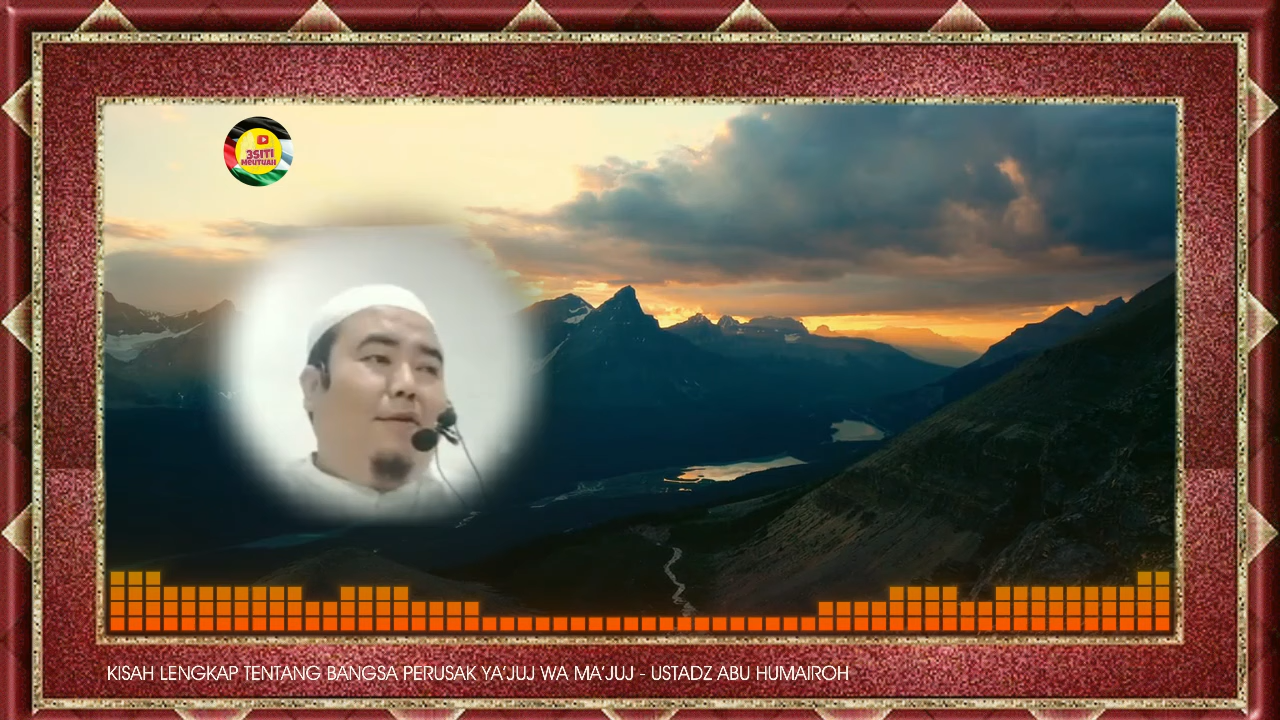 3SITI
MEUTUAH
KISAH LENGKAP TENTANG BANGSA PERUSAK YA'JUJ WA MA'JUJ - USTADZ ABU HUMAIROH